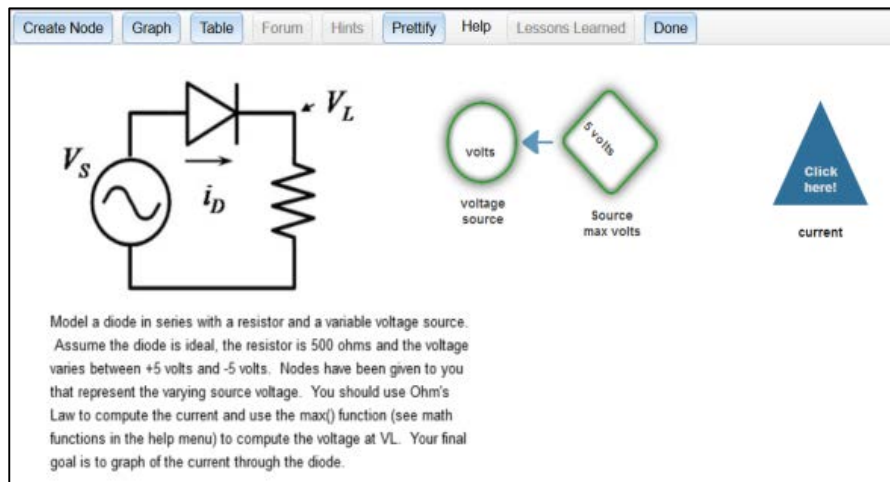 Create Node Graph Table Forum Hints Prettify Help Lessons Learned Done
V_L
V_S
i_D
volts
5 volts
voltage
source
Source
max volts
Click
here!
current
Model a diode in series with a resistor and a variable voltage source.
Assume the diode is ideal, the resistor is 500 ohms and the voltage
varies between +5 volts and -5 volts. Nodes have been given to you
that represent the varying source voltage. You should use Ohm's
Law to compute the current and use the max() function (see math
functions in the help menu) to compute the voltage at VL. Your final
goal is to graph of the current through the diode.